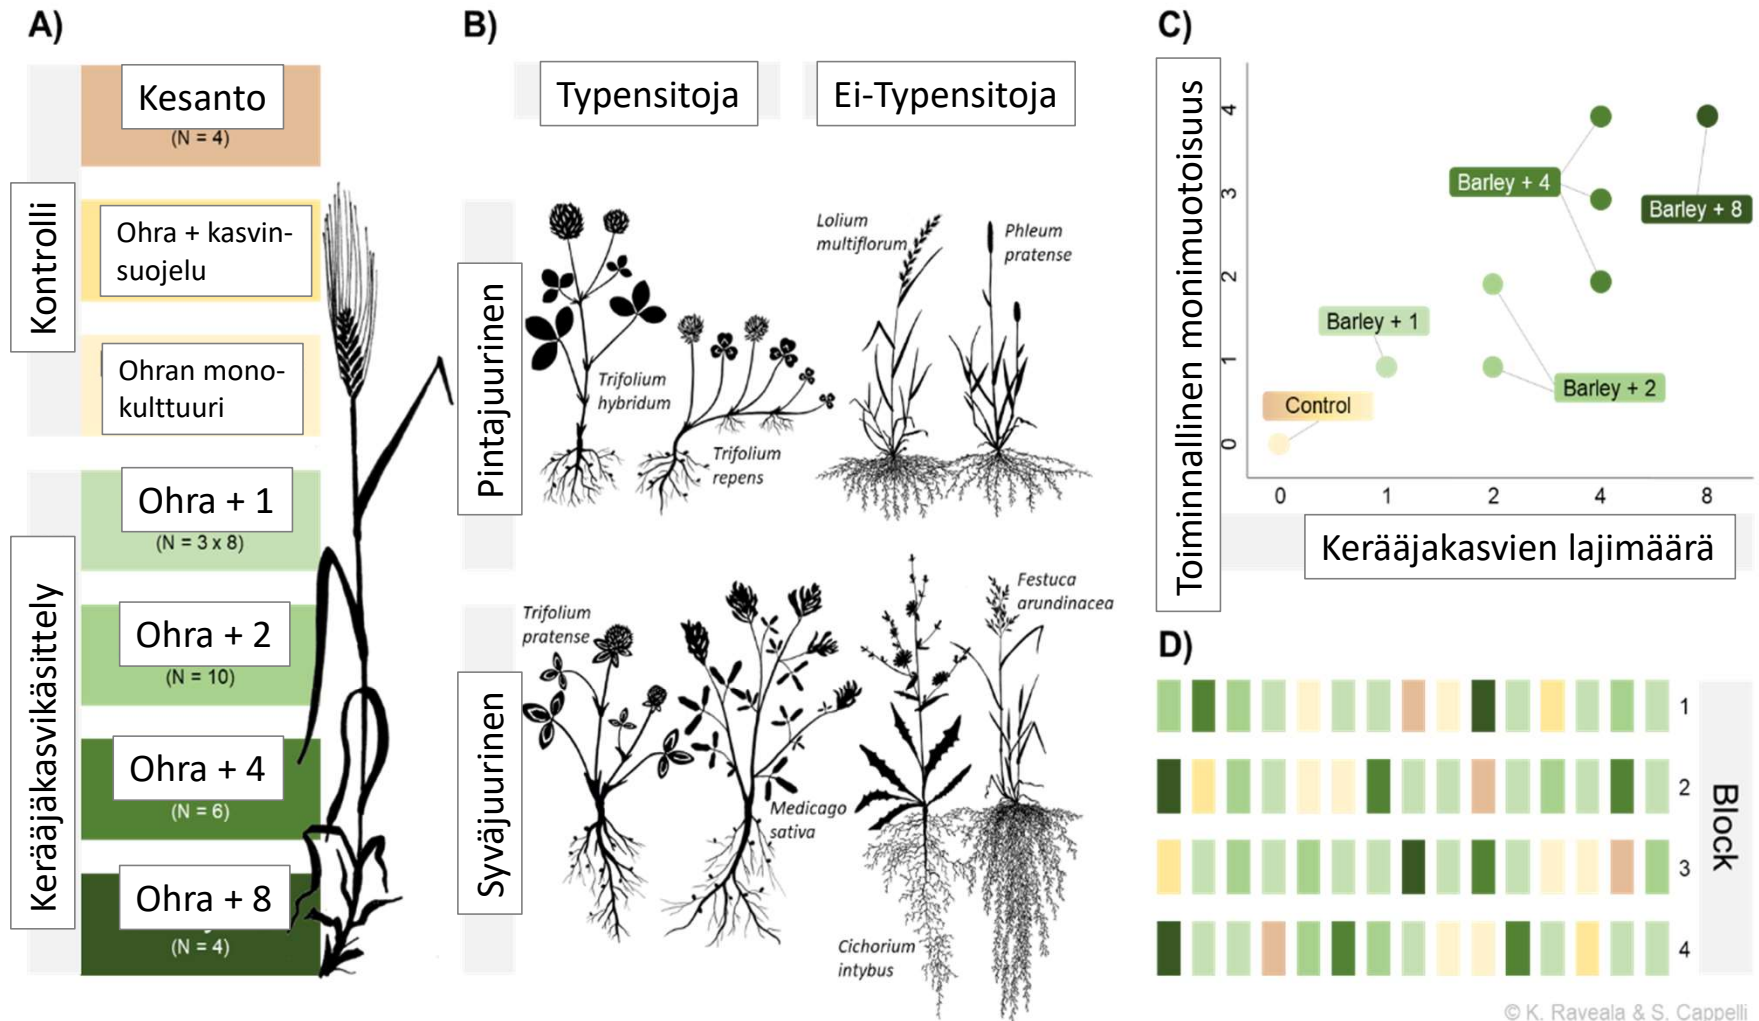 A)
Kontrolli
Kesanto
(N = 4)
Ohra + kasvin-
suojelu
Ohran mono-
kulttuuri
Kerääjäkasvikäsittely
Ohra + 1
(N = 3 x 8)
Ohra + 2
(N = 10)
Ohra + 4
(N = 6)
Ohra + 8
(N = 4)
B)
Typensitoja
Ei-Typensitoja
Pintajuurinen
Trifolium
hybridum
Trifolium
repens
Lolium
multiflorum
Phleum
pratense
Syväjuurinen
Trifolium
pratense
Medicago
sativa
Cichorium
intybus
Festuca
arundinacea
C)
Toiminnallinen monimuotoisuus
4
3
2
1
0
Barley + 4
Barley + 8
Barley + 1
Barley + 2
Control
0 1 2 4 8
Kerääjakasvien lajimäärä
D)
1
2
3
4
Block
© K. Raveala & S. Cappelli